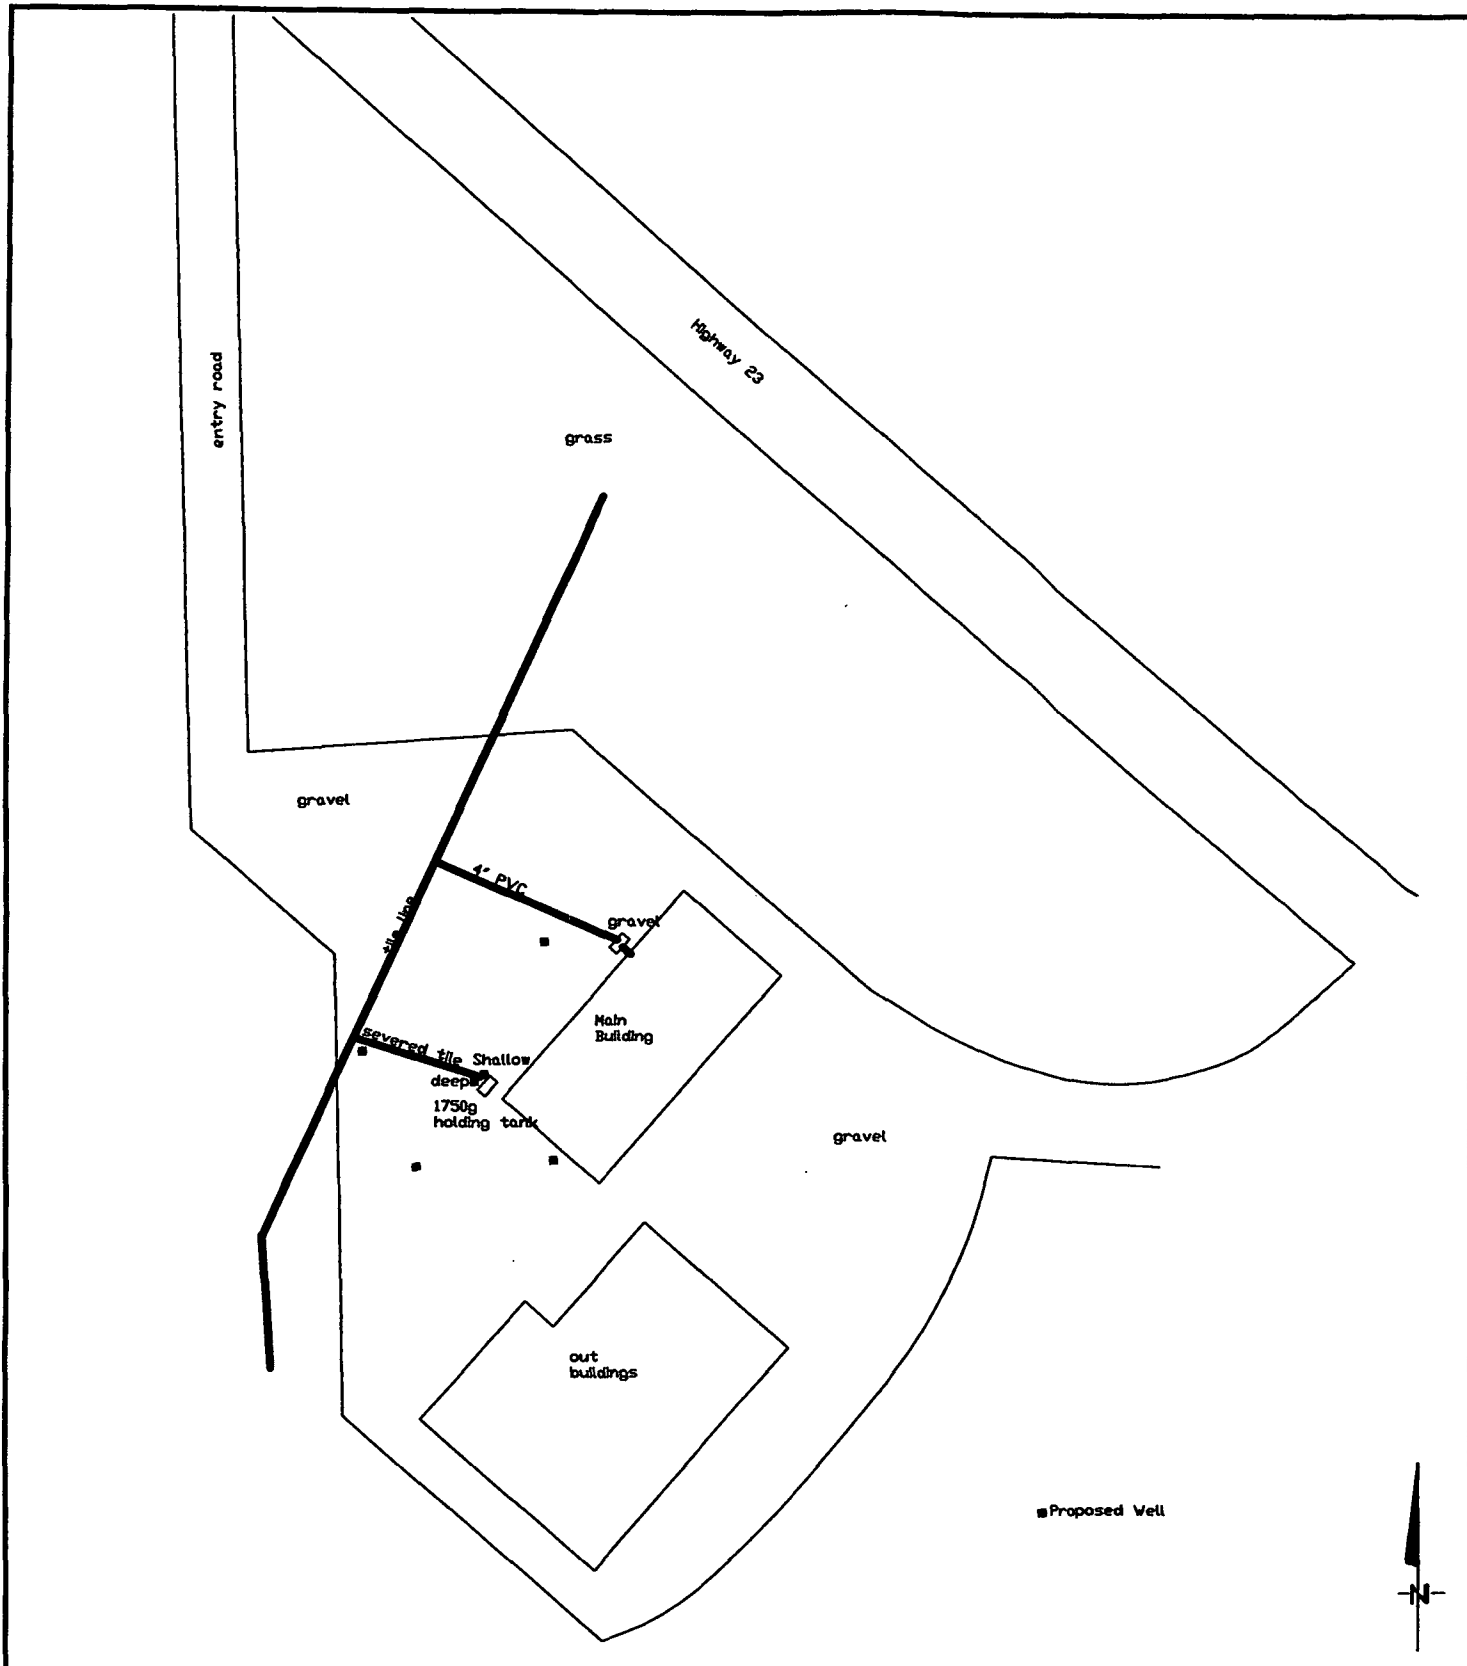 Highway 23
entry road
grass
gravel
4" PVC
tile line
gravel
Main
Building
severed tile Shallow
deep
1750g
holding tank
gravel
out
buildings
Proposed Well
N